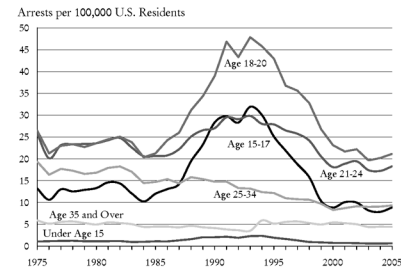 Arrests per 100,000 U.S. Residents
50
45
40
35
30
25
20
15
10
5
0
Age 18-20
Age 15-17
Age 21-24
Age 25-34
Age 35 and Over
Under Age 15
1975
1980
1985
1990
1995
2000
2005